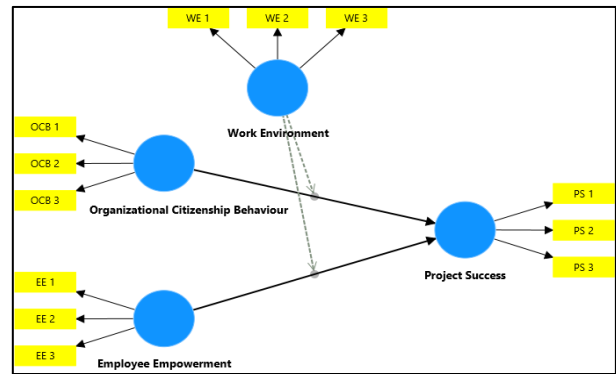 WE 1
WE 2
WE 3
Work Environment
OCB 1
OCB 2
OCB 3
Organizational Citizenship Behaviour
PS 1
PS 2
PS 3
Project Success
EE 1
EE 2
EE 3
Employee Empowerment